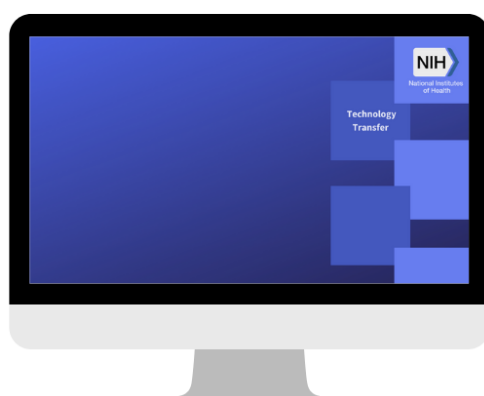 NIH
National Institutes
of Health
Technology
Transfer